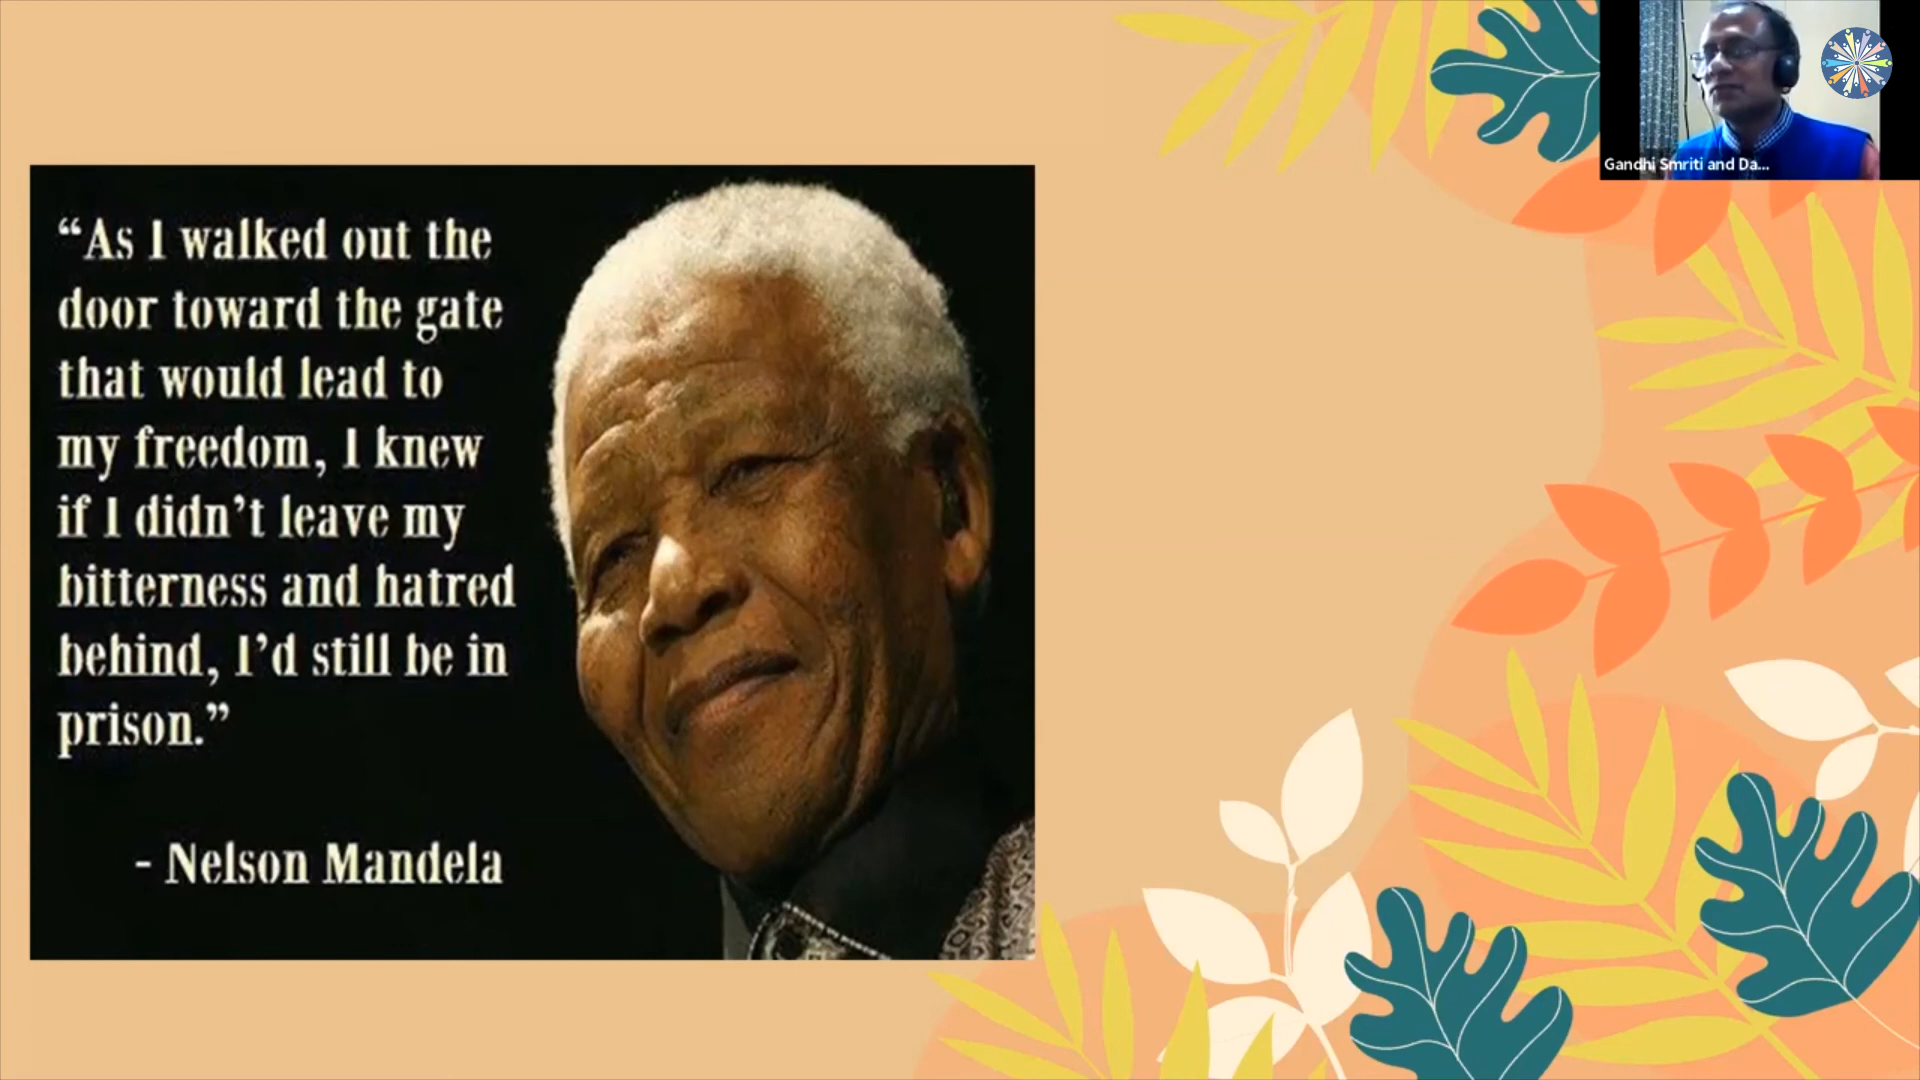 “As I walked out the
door toward the gate
that would lead to
my freedom, I knew
if I didn’t leave my
bitterness and hatred
behind, I’d still be in
prison.”
- Nelson Mandela
Gandhi Smriti and Da...